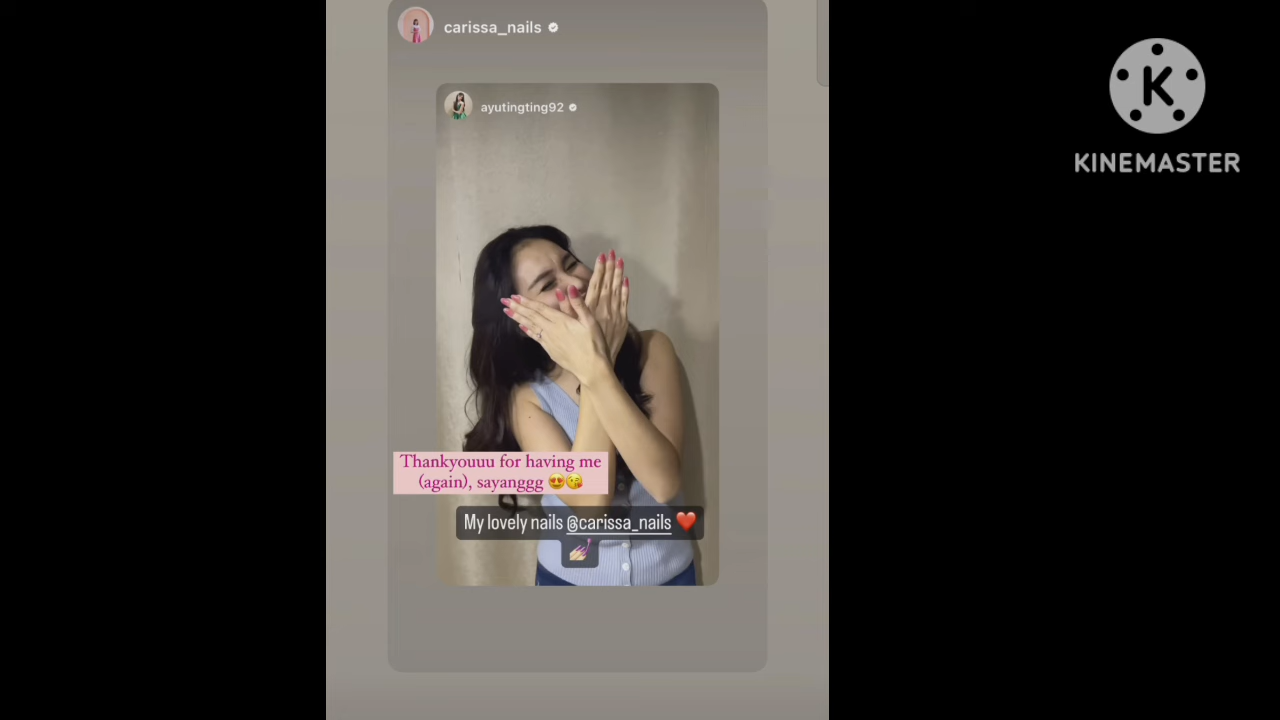 carissa_nails
ayutingting92
Thankyouuu for having me
(again), sayanggg 😍😘
My lovely nails @carissa_nails ❤️
💅
K
KINEMASTER